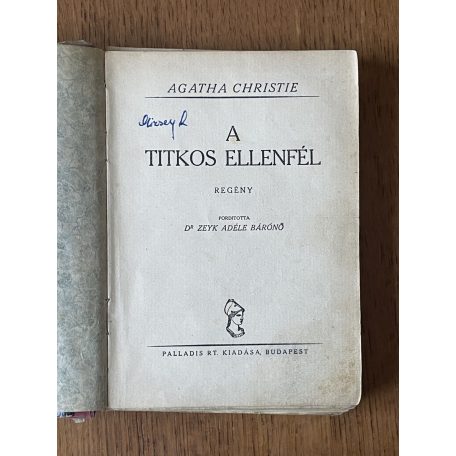 AGATHA CHRISTIE
A
TITKOS ELLENFÉL
REGÉNY
FORDITOTTA
DR ZEYK ADÉLE BÁRÓNŐ
PALLADIS RT. KIADÁSA, BUDAPEST